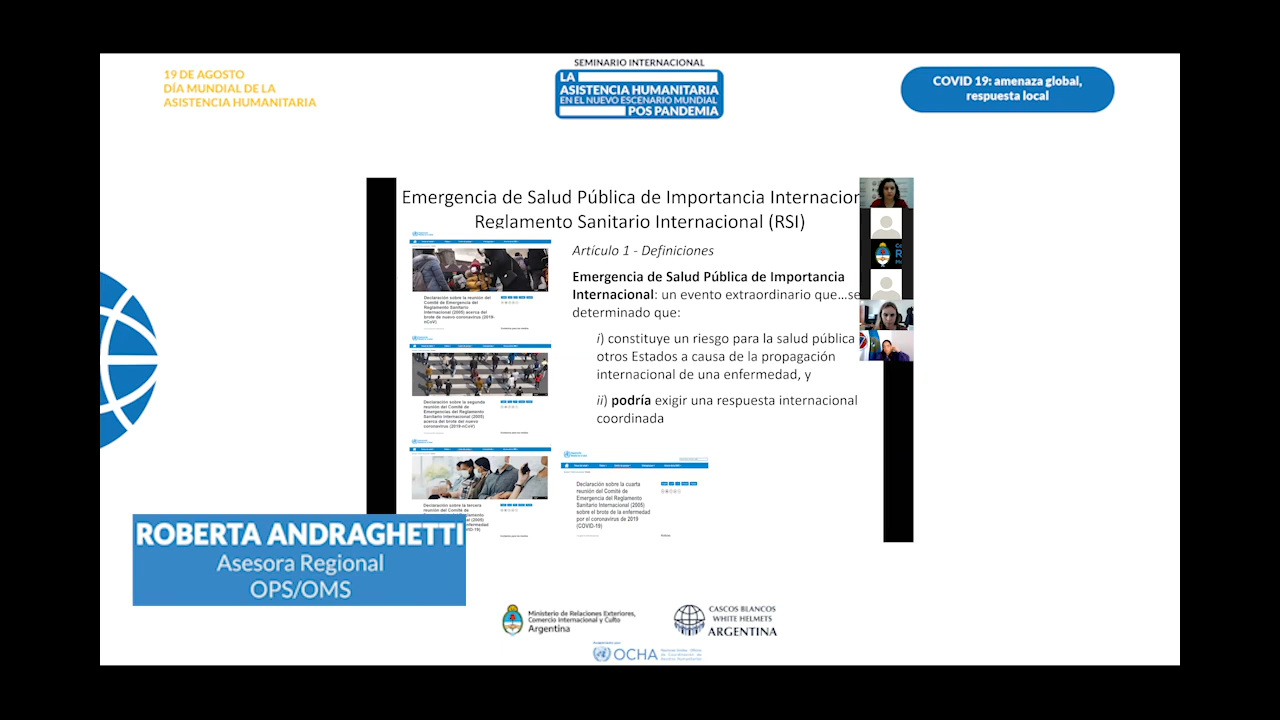 19 DE AGOSTO
DÍA MUNDIAL DE LA
ASISTENCIA HUMANITARIA
SEMINARIO INTERNACIONAL
LA
ASISTENCIA HUMANITARIA
EN EL NUEVO ESCENARIO MUNDIAL
POS PANDEMIA
COVID 19: amenaza global,
respuesta local
Emergencia de Salud Pública de Importancia Internacion
Reglamento Sanitario Internacional (RSI)
Artículo 1 - Definiciones
Emergencia de Salud Pública de Importancia
Internacional: un evento extraordinario que...se
determinado que:
i) constituye un riesgo para la salud pública
otros Estados a causa de la propagación
internacional de una enfermedad, y
ii) podría exigir una respuesta internacional
coordinada
Declaración sobre la reunión del
Comité de Emergencia del
Reglamento Sanitario
Internacional (2005) acerca del
brote de nuevo coronavirus (2019-
nCoV)
Declaración sobre la segunda
reunión del Comité de
Emergencias del Reglamento
Sanitario Internacional (2005)
acerca del brote del nuevo
coronavirus (2019-nCoV)
Declaración sobre la tercera
Declaración sobre la cuarta
reunión del Comité de
Emergencia del Reglamento
Sanitario Internacional (2005)
sobre el brote de la enfermedad
por el coronavirus de 2019
(COVID-19)
ROBERTA ANDRAGHETTI
Asesora Regional
OPS/OMS
Ministerio de Relaciones Exteriores,
Comercio Internacional y Culto
Argentina
CASCOS BLANCOS
WHITE HELMETS
ARGENTINA
OCHA